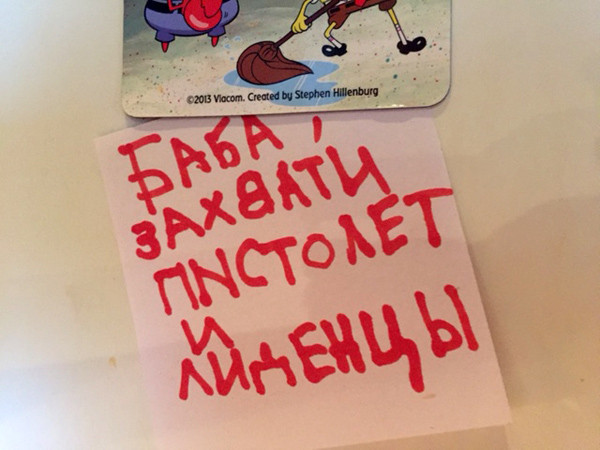 ©2013 Viacom. Created by Stephen Hillenburg
БАБА,
ЗАХВАТИ
ПИСТОЛЕТ
И
ЛИДЕНЦЫ